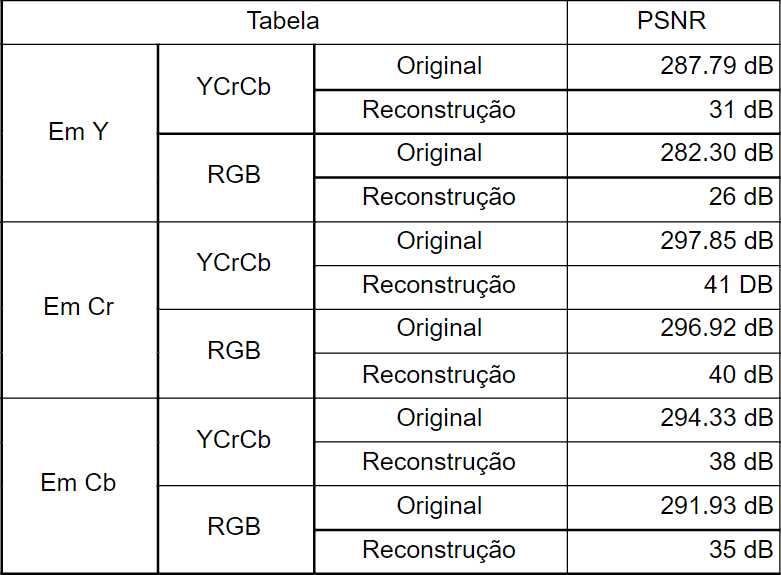 Tabela PSNR
Em Y YCrCb Original 287.79 dB
Reconstrução 31 dB
RGB Original 282.30 dB
Reconstrução 26 dB
Em Cr YCrCb Original 297.85 dB
Reconstrução 41 DB
RGB Original 296.92 dB
Reconstrução 40 dB
Em Cb YCrCb Original 294.33 dB
Reconstrução 38 dB
RGB Original 291.93 dB
Reconstrução 35 dB